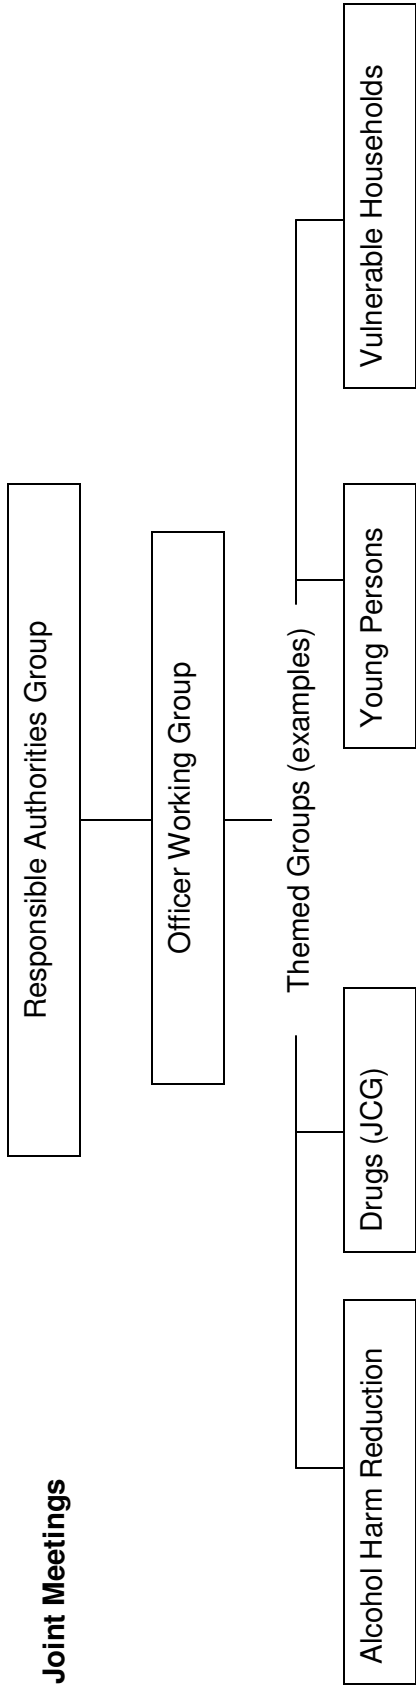 Joint Meetings
Responsible Authorities Group
Officer Working Group
Themed Groups (examples)
Alcohol Harm Reduction
Drugs (JCG)
Young Persons
Vulnerable Households